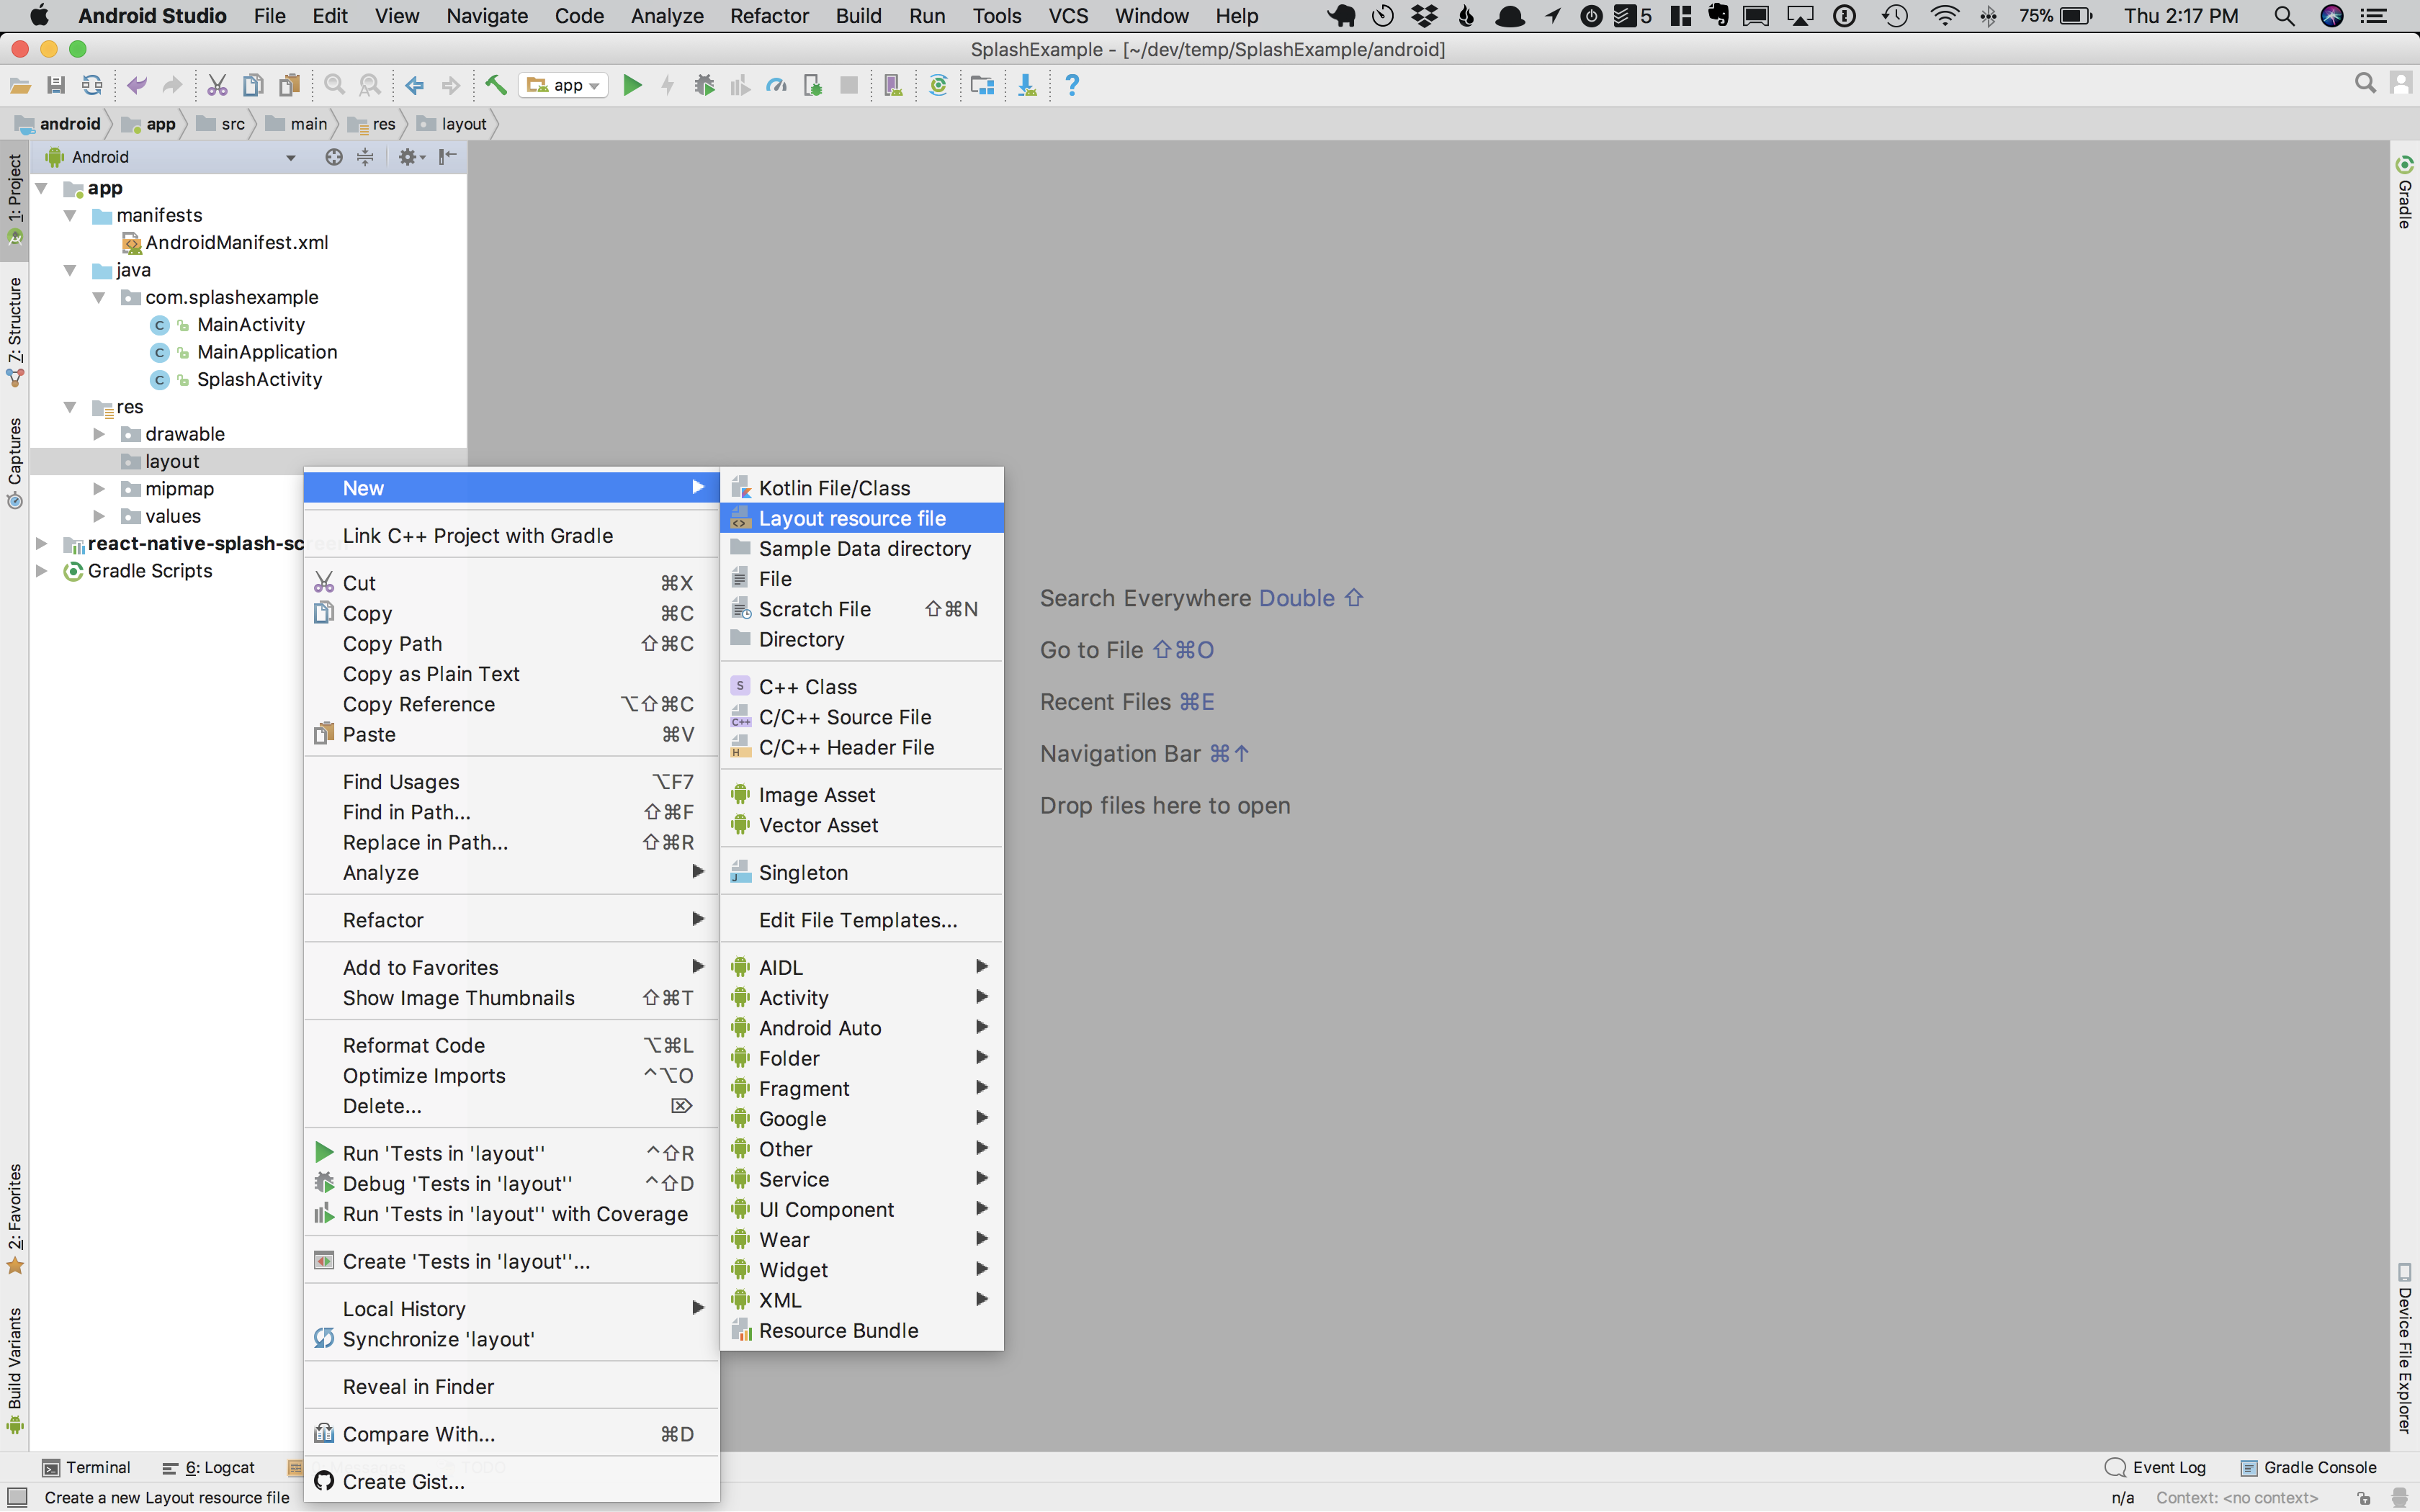 Android Studio File Edit View Navigate Code Analyze Refactor Build Run Tools VCS Window Help 5 75% Thu 2:17 PM
SplashExample - [~/dev/temp/SplashExample/android]
app
android app src main res layout
Android
1: Project
7: Structure
Captures
2: Favorites
Build Variants
app
manifests
AndroidManifest.xml
java
com.splashexample
C MainActivity
C MainApplication
C SplashActivity
res
drawable
layout
mipmap
values
react-native-splash-screen
Gradle Scripts
New
Link C++ Project with Gradle
Cut ⌘X
Copy ⌘C
Copy Path ⇧⌘C
Copy as Plain Text
Copy Reference ⌥⇧⌘C
Paste ⌘V
Find Usages ⌥F7
Find in Path... ⇧⌘F
Replace in Path... ⇧⌘R
Analyze
Refactor
Add to Favorites
Show Image Thumbnails ⇧⌘T
Reformat Code ⌥⌘L
Optimize Imports ^⌥O
Delete... ⌦
Run 'Tests in 'layout'' ^⇧R
Debug 'Tests in 'layout'' ^⇧D
Run 'Tests in 'layout'' with Coverage
Create 'Tests in 'layout''...
Local History
Synchronize 'layout'
Reveal in Finder
Compare With... ⌘D
Create Gist...
Kotlin File/Class
Layout resource file
Sample Data directory
File
Scratch File ⇧⌘N
Directory
S C++ Class
C++ C/C++ Source File
H C/C++ Header File
Image Asset
Vector Asset
J Singleton
Edit File Templates...
AIDL
Activity
Android Auto
Folder
Fragment
Google
Other
Service
UI Component
Wear
Widget
XML
Resource Bundle
Search Everywhere Double ⇧
Go to File ⇧⌘O
Recent Files ⌘E
Navigation Bar ⌘↑
Drop files here to open
Gradle
Device File Explorer
Terminal 6: Logcat TODO Event Log Gradle Console
Create a new Layout resource file n/a Context: <no context>